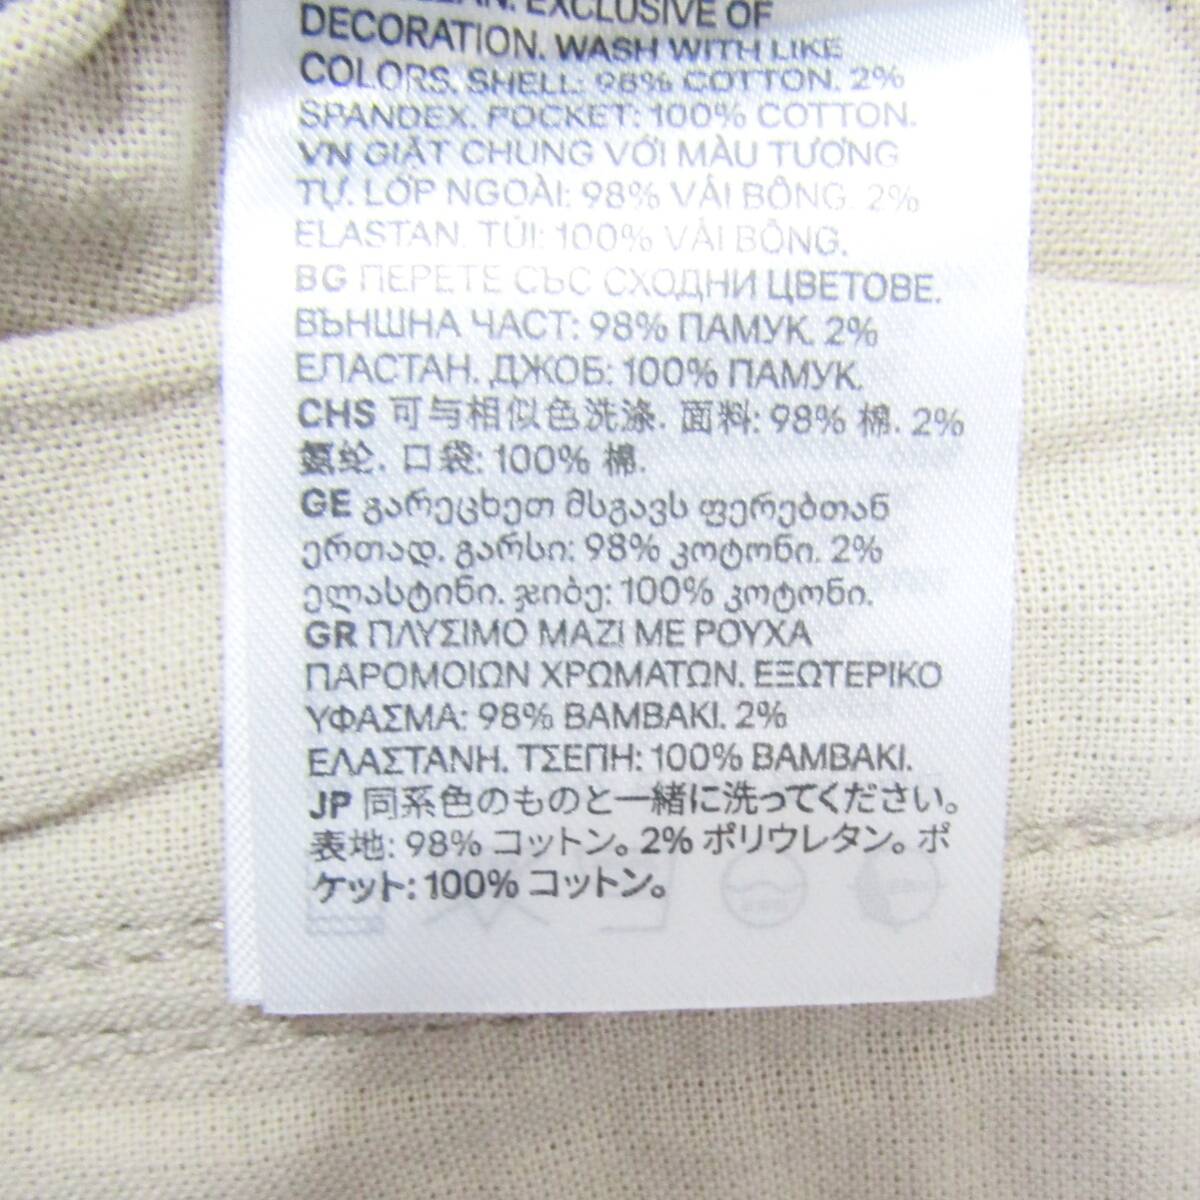 EXCLUSIVE OF
DECORATION. WASH WITH LIKE
COLORS. SHELL: 98% COTTON. 2%
SPANDEX. POCKET: 100% COTTON.
VN GIẶT CHUNG VỚI MÀU TƯƠNG
TỰ. LỚP NGOÀI: 98% VẢI BÔNG. 2%
ELASTAN. TÚI: 100% VẢI BÔNG.
BG ПЕРЕТЕ СЪС СХОДНИ ЦВЕТОВЕ.
ВЪНШНА ЧАСТ: 98% ПАМУК. 2%
ЕЛАСТАН. ДЖОБ: 100% ПАМУК.
CHS 可与相似色洗涤. 面料: 98% 棉. 2%
氨纶. 口袋: 100% 棉.
GE გარეცხეთ მსგავს ფერებთან
ერთად. გარსი: 98% კოტონი. 2%
ელასტინი. ჯიბე: 100% კოტონი.
GR ΠΛΥΣΙΜΟ ΜΑΖΙ ΜΕ ΡΟΥΧΑ
ΠΑΡΟΜΟΙΩΝ ΧΡΩΜΑΤΩΝ. ΕΞΩΤΕΡΙΚΟ
ΥΦΑΣΜΑ: 98% ΒΑΜΒΑΚΙ. 2%
ΕΛΑΣΤΑΝΗ. ΤΣΕΠΗ: 100% ΒΑΜΒΑΚΙ.
JP 同系色のものと一緒に洗ってください。
表地: 98% コットン。2% ポリウレタン。ポ
ケット: 100% コットン。